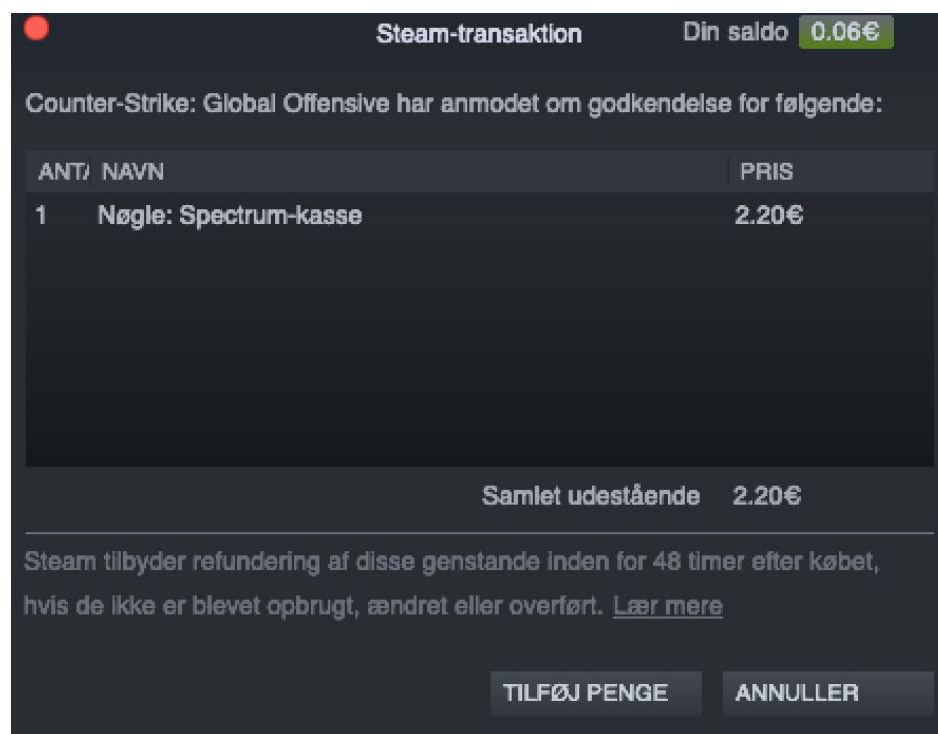 Steam-transaktion Din saldo 0.06€
Counter-Strike: Global Offensive har anmodet om godkendelse for følgende:
ANTA NAVN PRIS
1 Nøgle: Spectrum-kasse 2.20€
Samlet udestående 2.20€
Steam tilbyder refundering af disse genstande inden for 48 timer efter købet,
hvis de ikke er blevet opbrugt, ændret eller overført. Lær mere
TILFØJ PENGE ANNULLER